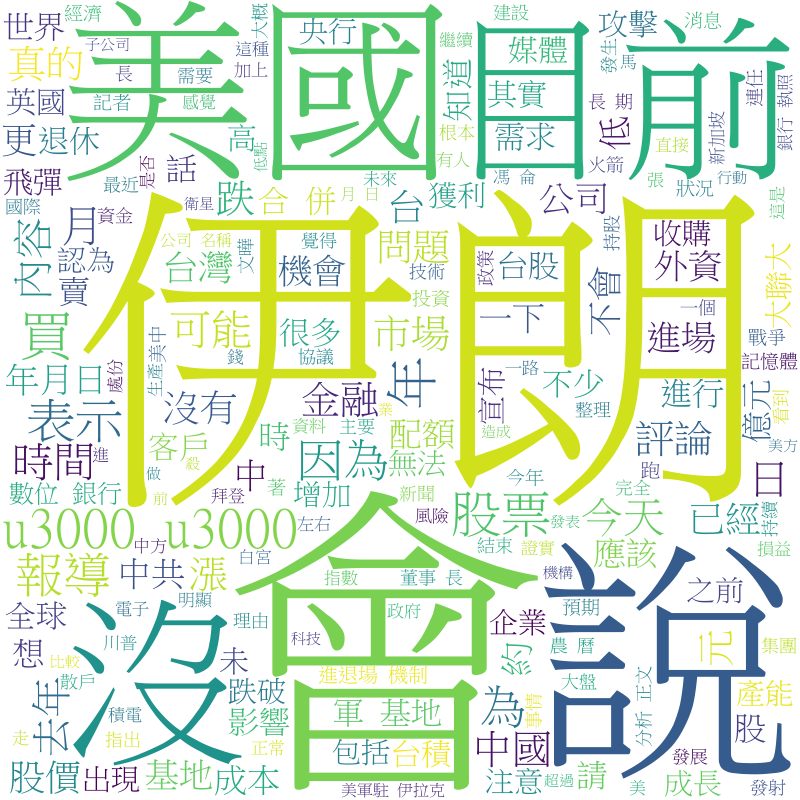 經濟
大概
世界
子公司
這種
央行
繼續
建設
攻擊
消息
美國
目前
真的
長
需要
加上
媒體
知道
發生
馬
連任
執照
英國
記者
感覺
其實
長 期
更
退休
高
低點
根本
需求
低
新加坡
銀行
有人
火箭
直接
飛彈
最近
是否
話
跌
合 併
月 日
未來
馮 侖
台
獲利
公司
張
狀況
行動
這是
國際
資金
衛星
內容
月
公司 名稱
文曄
覺得
問題
技術
政策
持股
收購
認為
台灣
機會
台股
不會
外資
大聯大
賣
投資
一個
伊朗
買
可能
很多
市場
一下
進場
戰爭
生產
美中
錢
協議
一路
記憶體
年月日
處份
金融
年
宣布
不少
進行
億元
看到
表示
沒有
業
整理
客戶
時
資料
主要
配額
造成
評論
美方
時間
進
做
殺
因為
無法
今年
跑
日
中
著
數位 銀行
前
拜登
增加
新聞
股票
今天
完全
已經
持續
u3000 u3000
左右
風險
發表
中方
白宮
結束
證實
應該
損益
報導
中共
漲
指數
董事 長
機構
之前
會
說
沒
全球
電子
明顯
理由
政府
企業
預期
元
集團
想
比較
川普
未
科技
約
農 曆
去年
散戶
跌破
進退場 機制
大盤
正文
產能
走
積電
影響
軍 基地
事情
為
分析
股
指出
正常
包括
台積
中國
發展
股價
出現
基地
成本
注意
請
成長
美軍駐 伊拉克
超過
美
發射